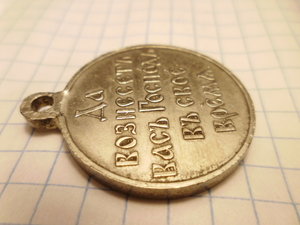 Да
вознесетъ
васъ Господь
въ свое
время